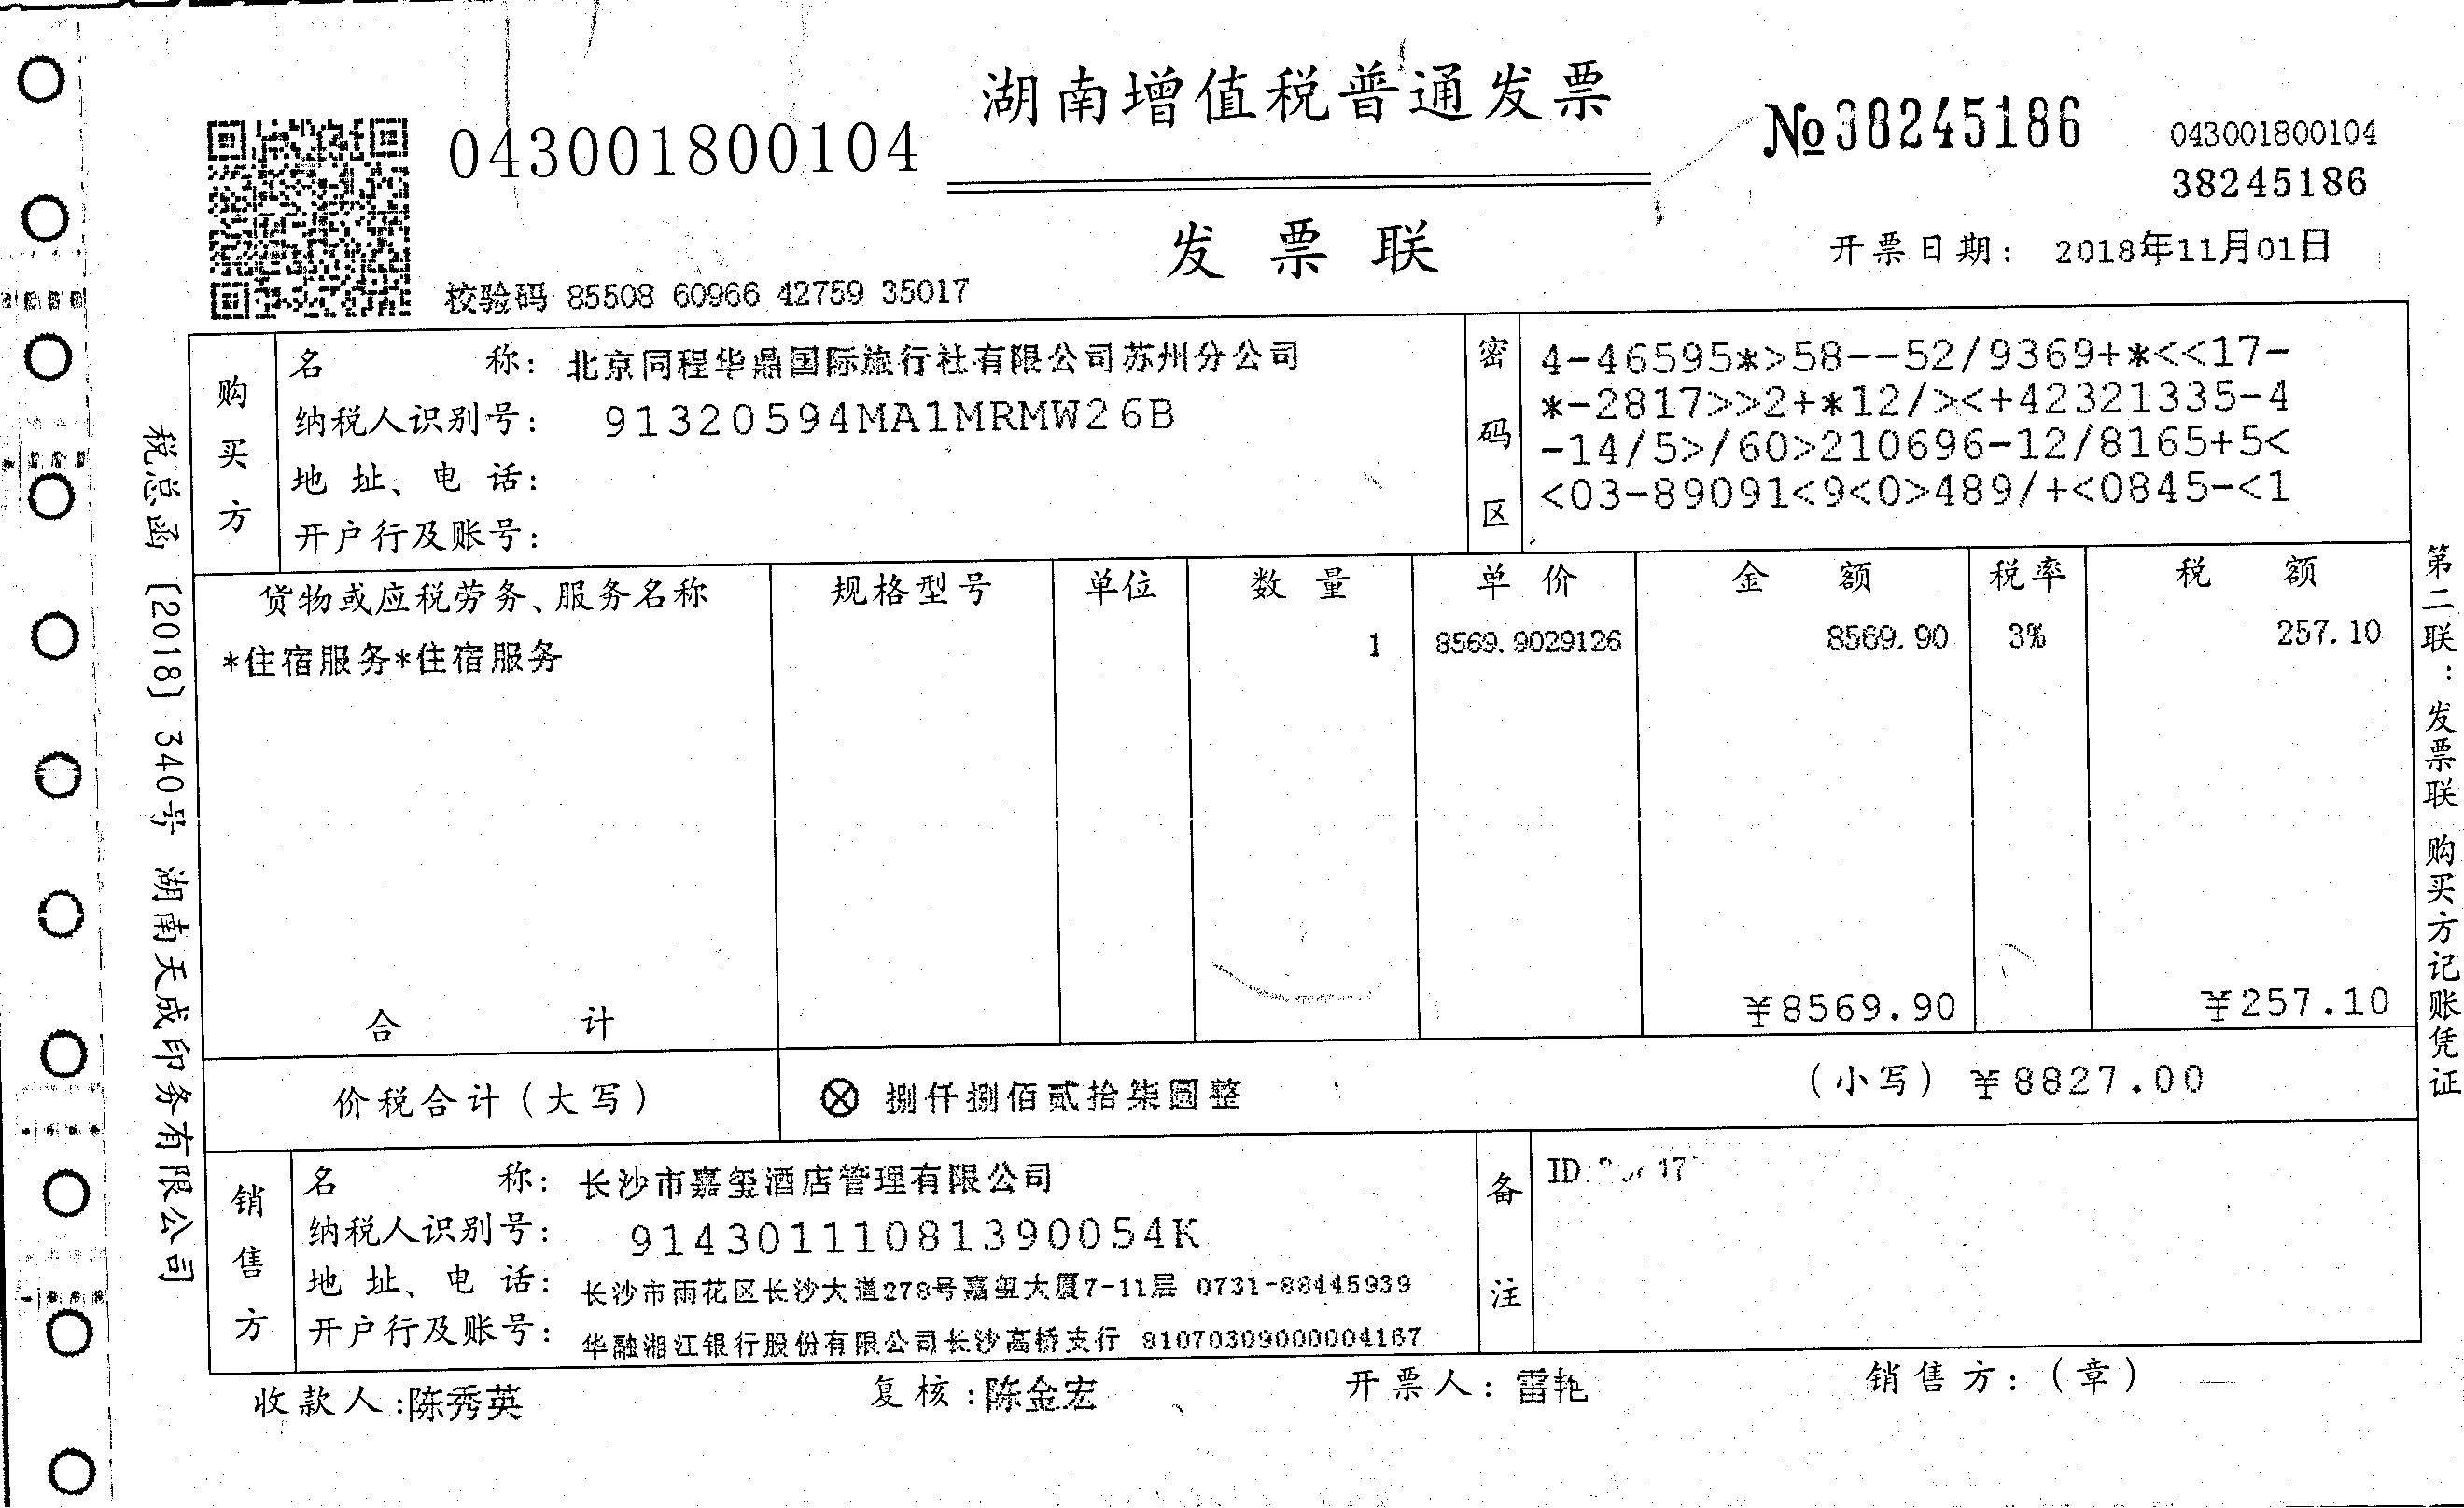 湖南增值税普通发票
043001800104
№38245186
043001800104
38245186
发票联
开票日期： 2018年11月01日
校验码 85508 60966 42759 35017
购买方
名 称：北京同程华鼎国际旅行社有限公司苏州分公司
纳税人识别号： 91320594MA1MRMW26B
地 址、电 话：
开户行及账号：
密码区
4-46595*>58--52/9369+*<<17-
*-2817>>2+*12/><+42321335-4
-14/5>/60>210696-12/8165+5<
<03-89091<9<0>489/+<0845-<1
货物或应税劳务、服务名称 规格型号 单位 数量 单价 金额 税率 税额
*住宿服务*住宿服务 1 8569.9029126 8569.90 3% 257.10
合计 ￥8569.90 ￥257.10
价税合计（大写） ⊗捌仟捌佰贰拾柒圆整 （小写）￥8827.00
销售方
名 称：长沙市嘉玺酒店管理有限公司
纳税人识别号： 91430111081390054K
地 址、电 话：长沙市雨花区长沙大道278号嘉玺大厦7-11层 0731-88445939
开户行及账号：华融湘江银行股份有限公司长沙高桥支行 81070309000004167
备注
ID:
收款人：陈秀英 复核：陈金宏 开票人：雷艳 销售方：（章）
税总函〔2018〕340号 湖南天成印务有限公司
第二联：发票联 购买方记账凭证